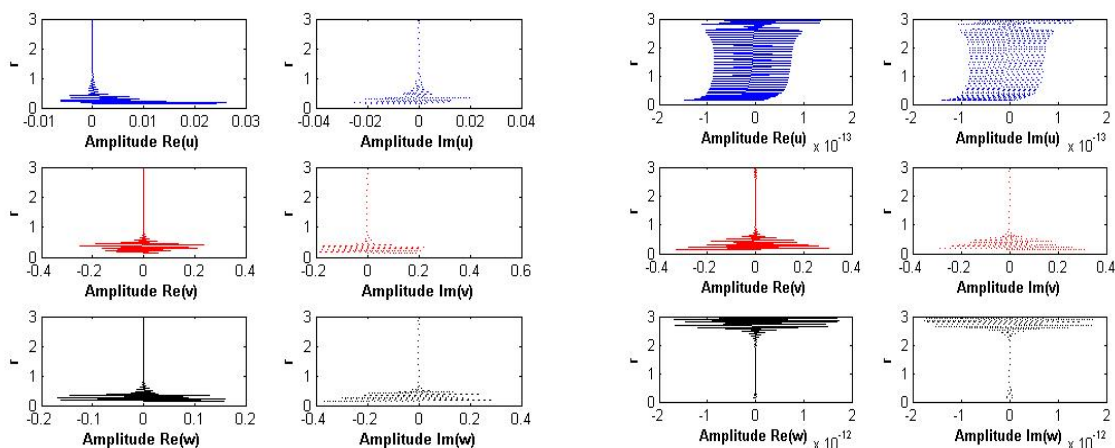 3
2
1
0
r
-0.01 0 0.01 0.02 0.03
Amplitude Re(u)
3
2
1
0
r
-0.04 -0.02 0 0.02 0.04
Amplitude Im(u)
3
2
1
0
r
-2 -1 0 1 2
Amplitude Re(u) x 10^-13
3
2
1
0
r
-2 -1 0 1 2
Amplitude Im(u) x 10^-13
3
2
1
0
r
-0.4 -0.2 0 0.2 0.4
Amplitude Re(v)
3
2
1
0
r
-0.2 0 0.2 0.4 0.6
Amplitude Im(v)
3
2
1
0
r
-0.4 -0.2 0 0.2 0.4
Amplitude Re(v)
3
2
1
0
r
-0.4 -0.2 0 0.2 0.4
Amplitude Im(v)
3
2
1
0
r
-0.2 -0.1 0 0.1 0.2
Amplitude Re(w)
3
2
1
0
r
-0.4 -0.2 0 0.2 0.4
Amplitude Im(w)
3
2
1
0
r
-2 -1 0 1 2
Amplitude Re(w) x 10^-12
3
2
1
0
r
-2 -1 0 1 2
Amplitude Im(w) x 10^-12